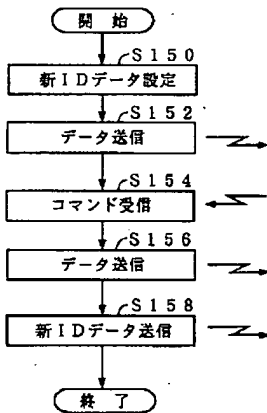 開 始
S150
新IDデータ設定
S152
データ送信
S154
コマンド受信
S156
データ送信
S158
新IDデータ送信
終 了